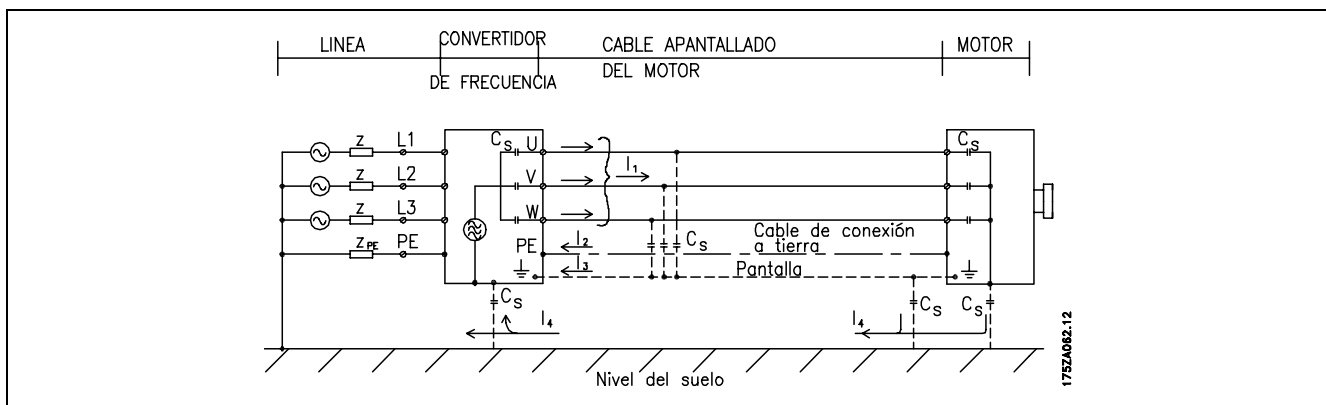 LINEA
CONVERTIDOR
DE FRECUENCIA
CABLE APANTALLADO
DEL MOTOR
MOTOR
Z L1
Z L2
Z L3
Z PE PE
C S U
V
W
PE
I 1
I 2
I 3
C S
Cable de conexión
a tierra
Pantalla
C S
C S
I 4
I 4
C S
C S
Nivel del suelo
175ZA062.12